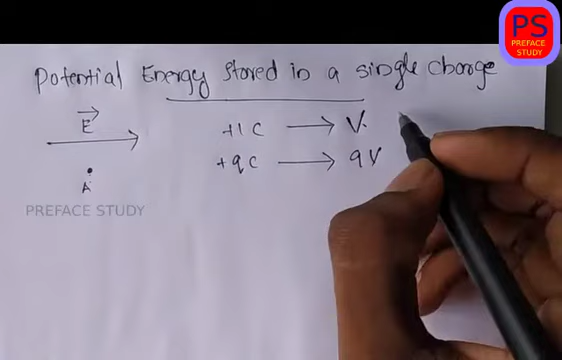 PS
PREFACE
STUDY
Potential Energy stored in a single charge
E
+1 C → V.
+q C → qV
A
PREFACE STUDY